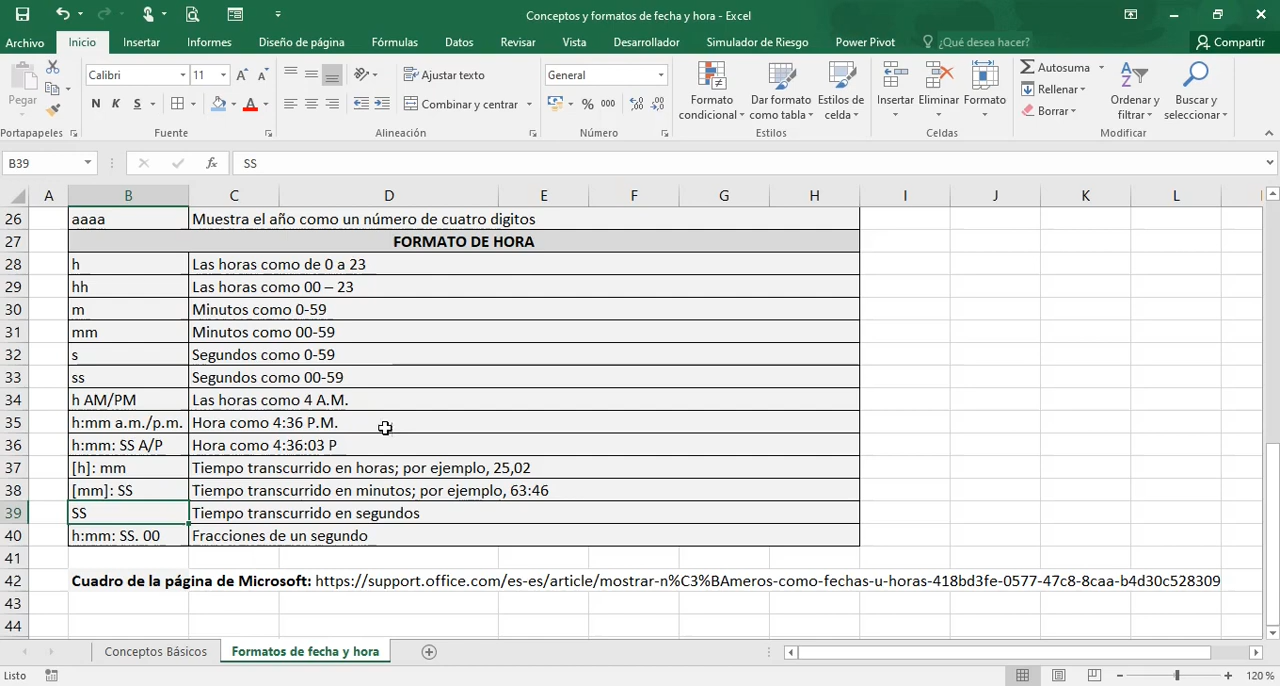 Conceptos y formatos de fecha y hora - Excel
Archivo Inicio Insertar Informes Diseño de página Fórmulas Datos Revisar Vista Desarrollador Simulador de Riesgo Power Pivot ¿Qué desea hacer? Compartir
Pegar
Calibri 11
N K S
Ajustar texto
Combinar y centrar
General
% 000
Formato condicional
Dar formato como tabla
Estilos de celda
Insertar Eliminar Formato
Autosuma
Rellenar
Borrar
Ordenar y filtrar
Buscar y seleccionar
Portapapeles Fuente Alineación Número Estilos Celdas Modificar
B39 fx SS
A B C D E F G H I J K L
26 aaaa Muestra el año como un número de cuatro digitos
27 FORMATO DE HORA
28 h Las horas como de 0 a 23
29 hh Las horas como 00 – 23
30 m Minutos como 0-59
31 mm Minutos como 00-59
32 s Segundos como 0-59
33 ss Segundos como 00-59
34 h AM/PM Las horas como 4 A.M.
35 h:mm a.m./p.m. Hora como 4:36 P.M.
36 h:mm: SS A/P Hora como 4:36:03 P
37 [h]: mm Tiempo transcurrido en horas; por ejemplo, 25,02
38 [mm]: SS Tiempo transcurrido en minutos; por ejemplo, 63:46
39 SS Tiempo transcurrido en segundos
40 h:mm: SS. 00 Fracciones de un segundo
41
42 Cuadro de la página de Microsoft: https://support.office.com/es-es/article/mostrar-n%C3%BAmeros-como-fechas-u-horas-418bd3fe-0577-47c8-8caa-b4d30c528309
43
44
Conceptos Básicos Formatos de fecha y hora
Listo 120 %